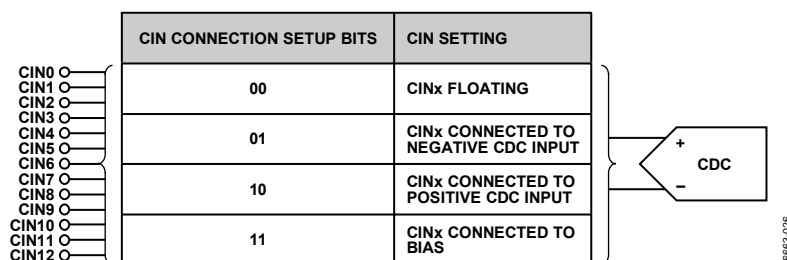 CIN CONNECTION SETUP BITS CIN SETTING
CIN0
CIN1
CIN2
CIN3
CIN4
CIN5
CIN6
CIN7
CIN8
CIN9
CIN10
CIN11
CIN12
00 CINx FLOATING
01 CINx CONNECTED TO
NEGATIVE CDC INPUT
10 CINx CONNECTED TO
POSITIVE CDC INPUT
11 CINx CONNECTED TO
BIAS
+
CDC
–